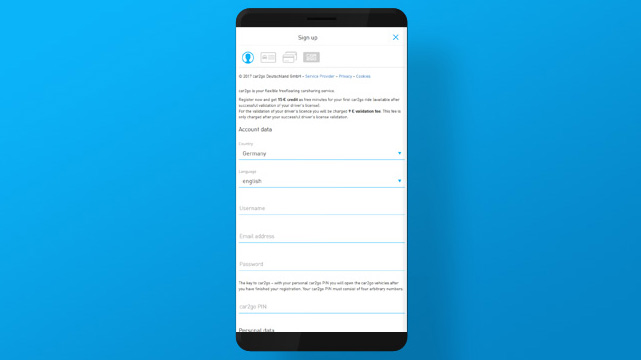 Sign up
© 2017 car2go Deutschland GmbH • Service Provider • Privacy • Cookies
car2go is your flexible freefloating carsharing service.
Register now and get 15 € credit as free minutes for your first car2go ride (available after
successful validation of your driver's license).
For the validation of your driver's licence you will be charged 9 € validation fee. This fee is
only charged after your successful driver's license validation.
Account data
Country
Germany
Language
english
Username
Email address
Password
The key to car2go – with your personal car2go PIN you will open the car2go vehicles after
you have finished your registration. Your car2go PIN must consist of four arbitrary numbers.
car2go PIN
Personal data